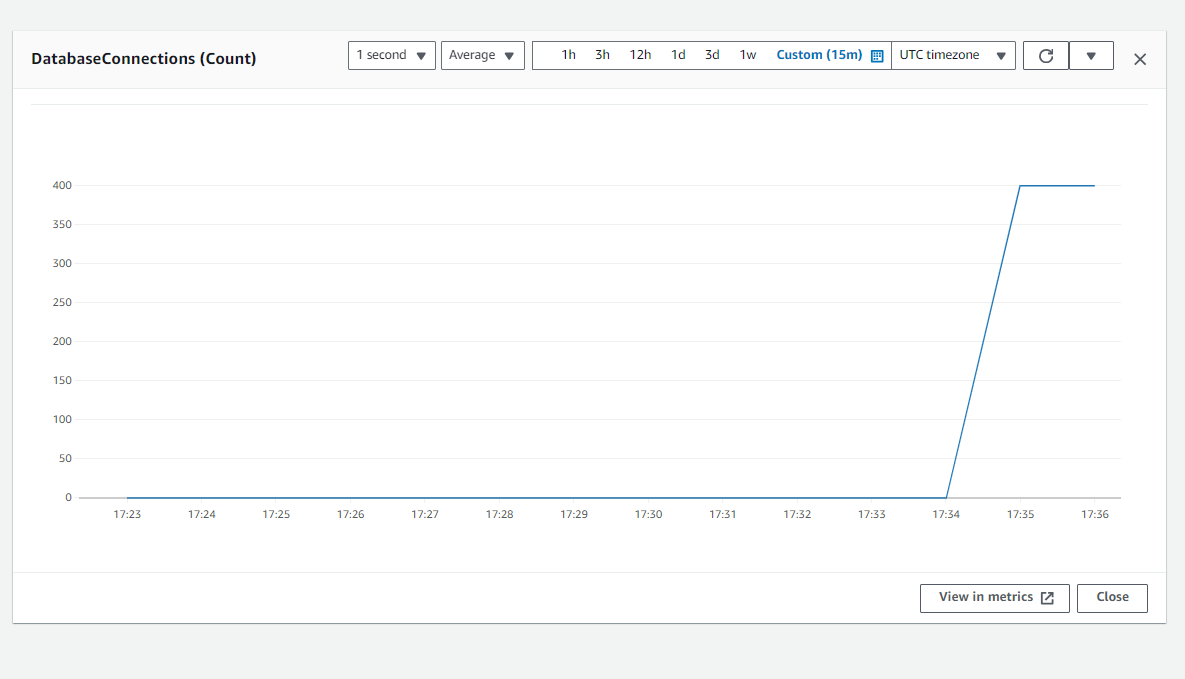 DatabaseConnections (Count)
1 second
Average
1h 3h 12h 1d 3d 1w Custom (15m)
UTC timezone
400
350
300
250
200
150
100
50
0
17:23 17:24 17:25 17:26 17:27 17:28 17:29 17:30 17:31 17:32 17:33 17:34 17:35 17:36
View in metrics
Close